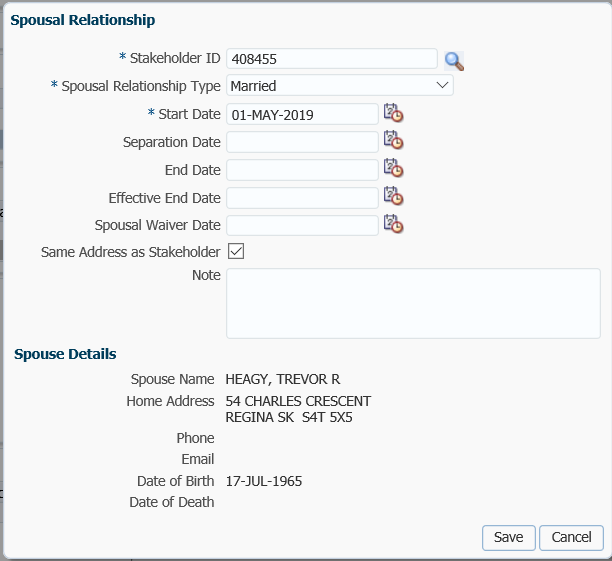 Spousal Relationship
* Stakeholder ID 408455
* Spousal Relationship Type Married
* Start Date 01-MAY-2019
Separation Date
End Date
Effective End Date
Spousal Waiver Date
Same Address as Stakeholder
Note
Spouse Details
Spouse Name HEAGY, TREVOR R
Home Address 54 CHARLES CRESCENT
REGINA SK S4T 5X5
Phone
Email
Date of Birth 17-JUL-1965
Date of Death
Save Cancel